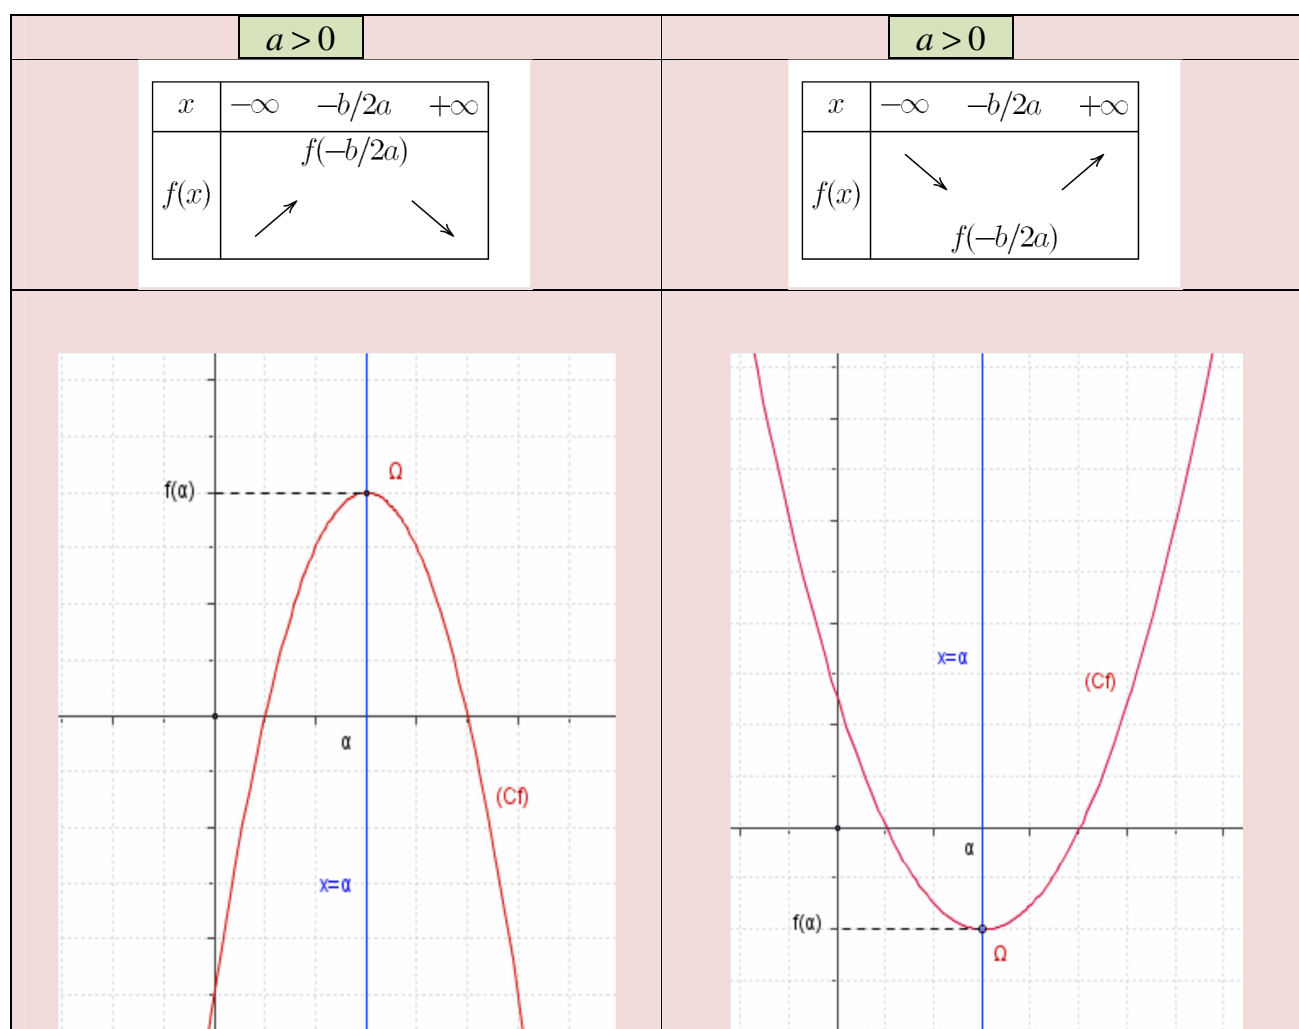 a > 0
x −∞ −b/2a +∞
f(−b/2a)
f(x)
f(α)
Ω
α
(Cf)
x=α
a > 0
x −∞ −b/2a +∞
f(x)
f(−b/2a)
x=α
(Cf)
α
f(α)
Ω